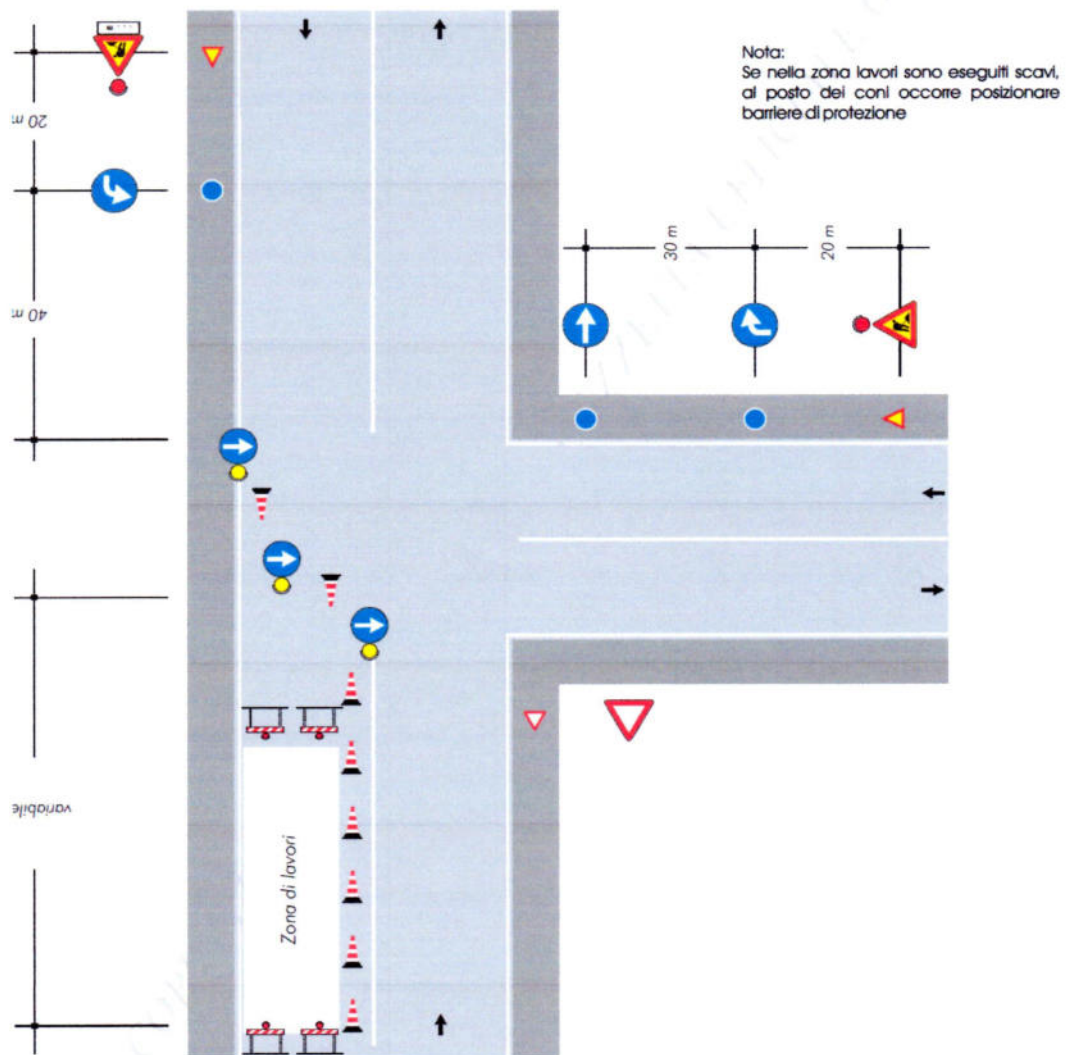 Nota:
Se nella zona lavori sono eseguiti scavi,
al posto dei coni occorre posizionare
barriere di protezione
20 m
40 m
30 m
20 m
variabile
Zona di lavori